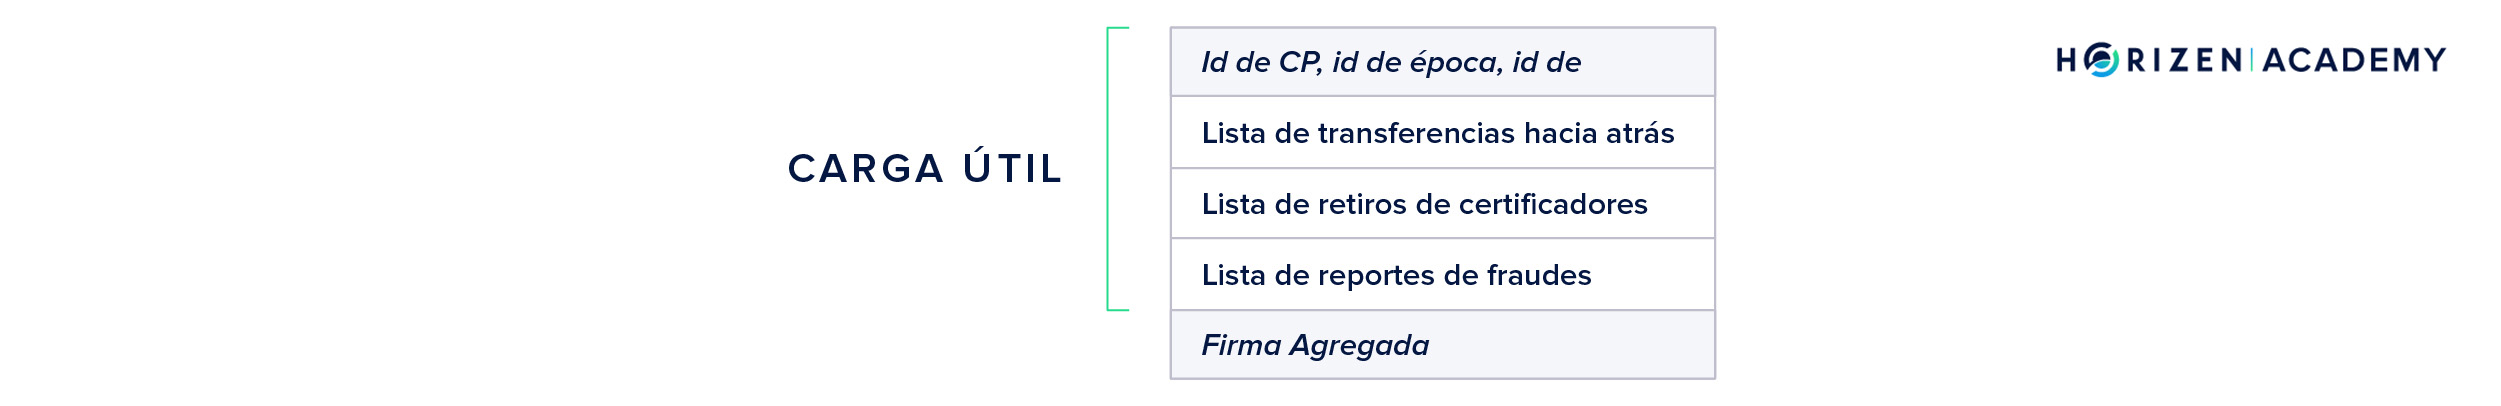 Id de CP, id de época, id de
HORIZEN | ACADEMY
Lista de transferencias hacia atrás
CARGA ÚTIL
Lista de retiros de certificadores
Lista de reportes de fraudes
Firma Agregada